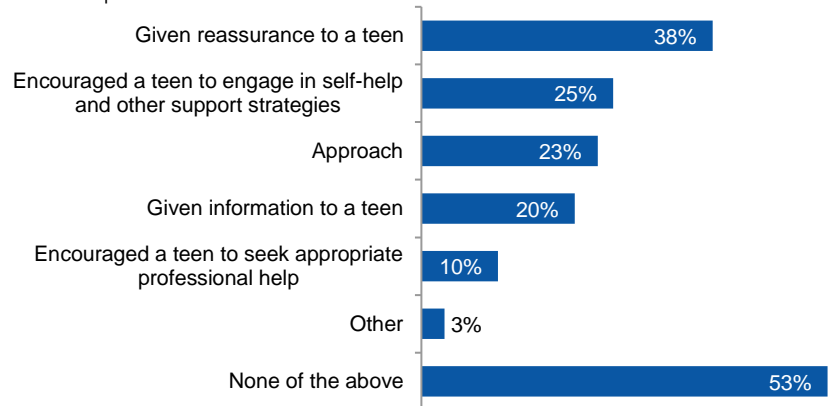 Given reassurance to a teen
38%
Encouraged a teen to engage in self-help
and other support strategies
25%
Approach
23%
Given information to a teen
20%
Encouraged a teen to seek appropriate
professional help
10%
Other
3%
None of the above
53%